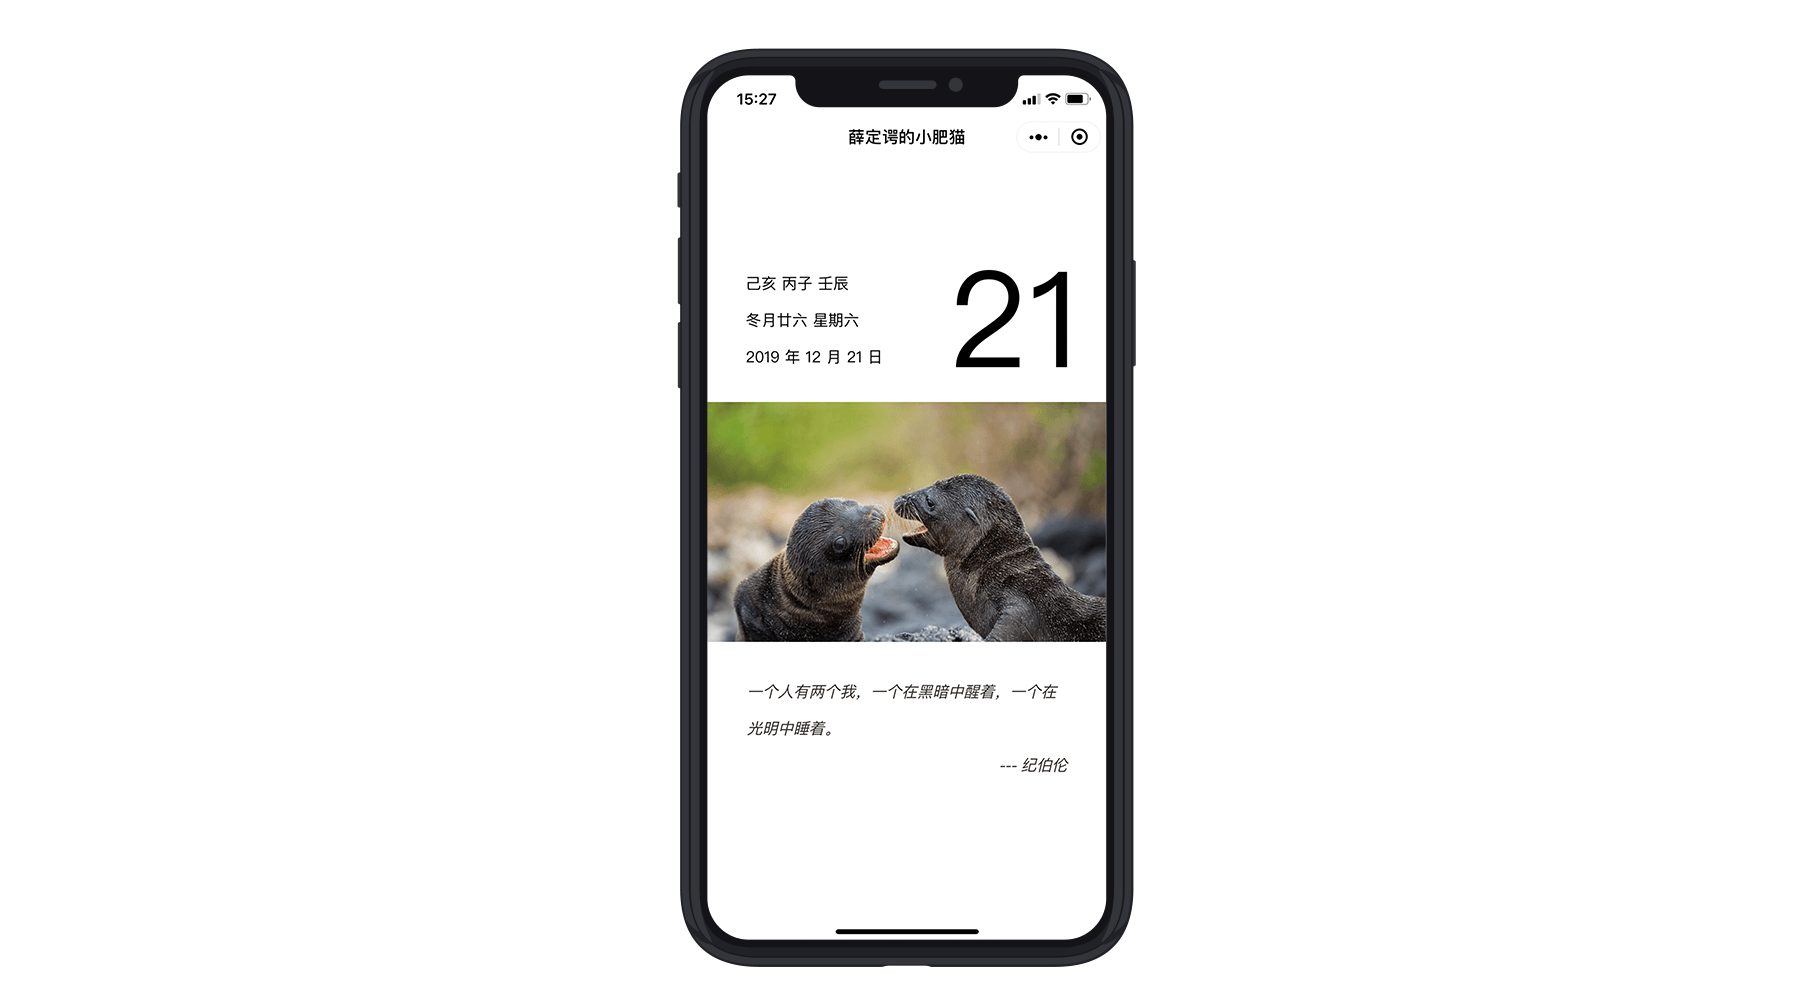 15:27
薛定谔的小肥猫
己亥 丙子 壬辰
冬月廿六 星期六
2019 年 12 月 21 日
21
一个人有两个我，一个在黑暗中醒着，一个在
光明中睡着。
--- 纪伯伦